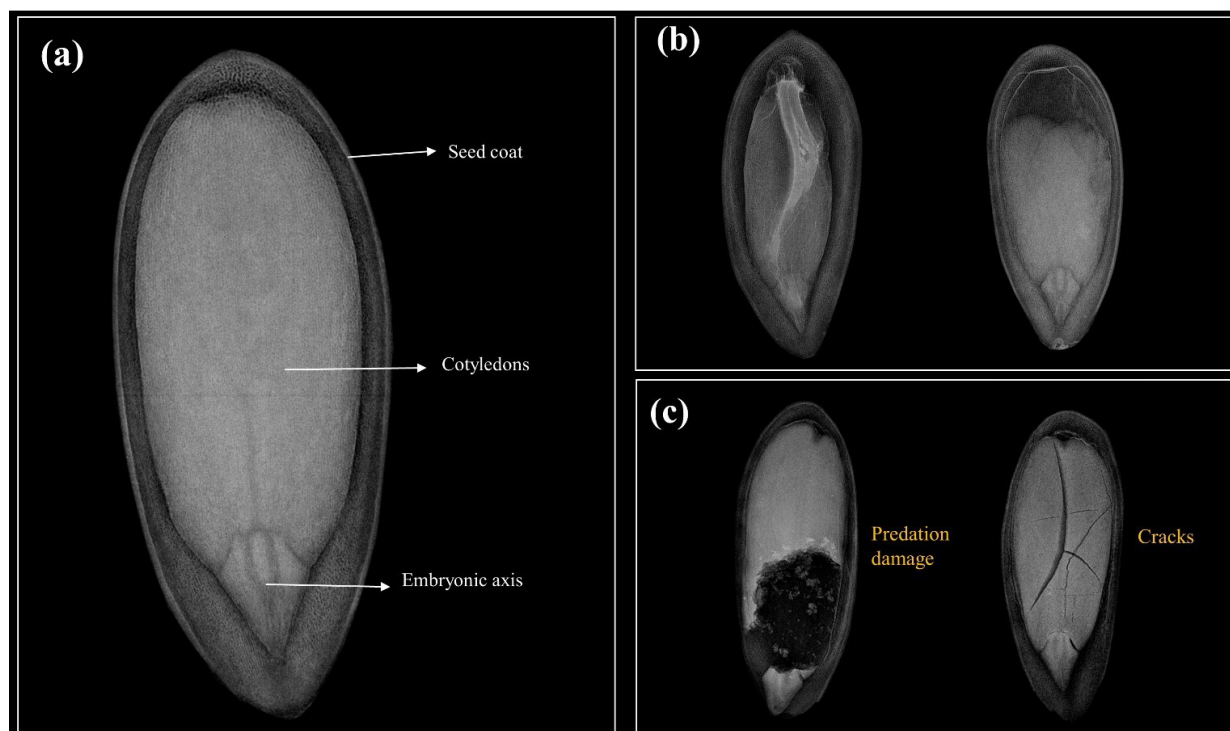 (a)
Seed coat
Cotyledons
Embryonic axis
(b)
(c)
Predation
damage
Cracks